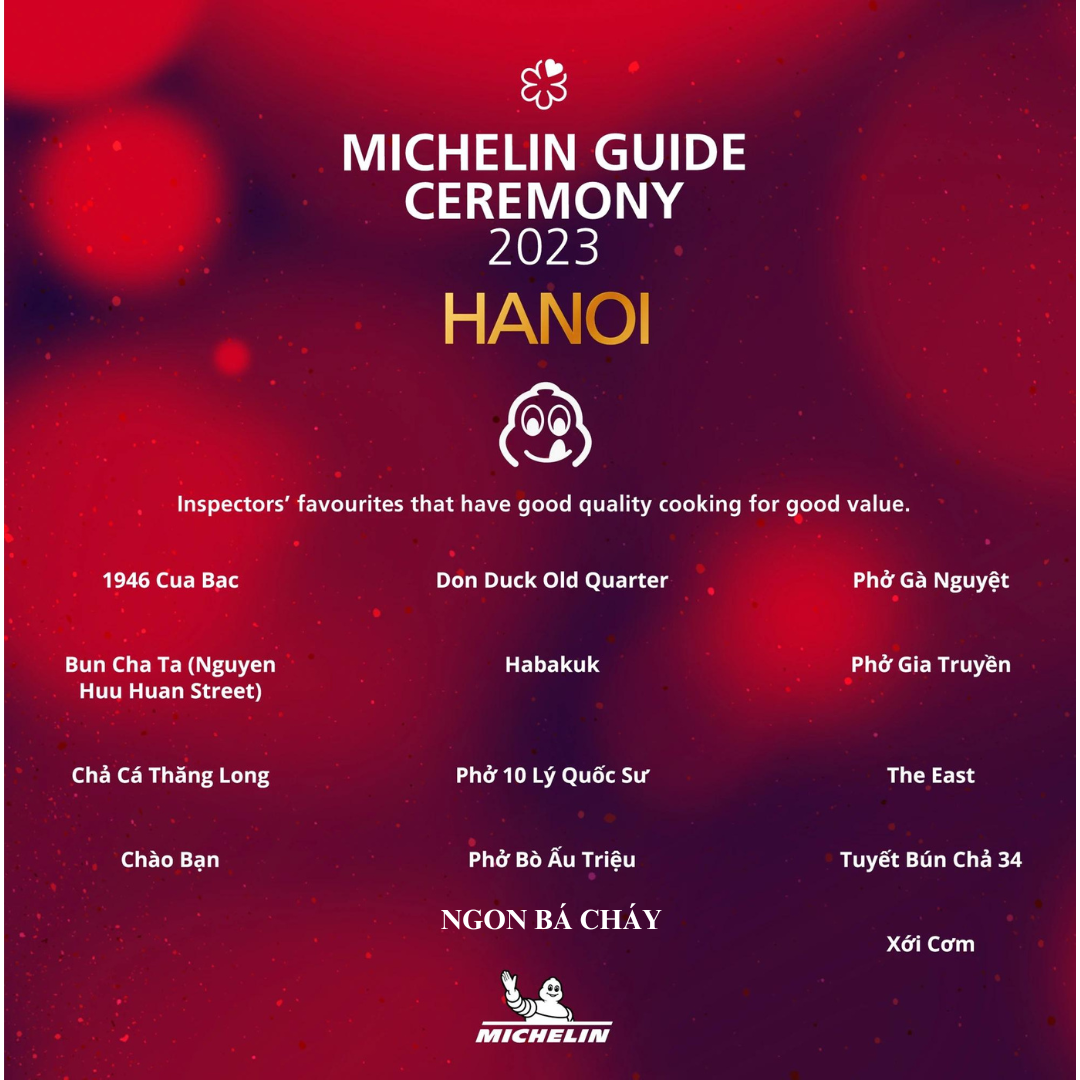 MICHELIN GUIDE
CEREMONY
2023
HANOI
Inspectors’ favourites that have good quality cooking for good value.
1946 Cua Bac
Don Duck Old Quarter
Phở Gà Nguyệt
Bun Cha Ta (Nguyen
Huu Huan Street)
Habakuk
Phở Gia Truyền
Chả Cá Thăng Long
Phở 10 Lý Quốc Sư
The East
Chào Bạn
Phở Bò Ấu Triệu
Tuyết Bún Chả 34
NGON BÁ CHÁY
Xới Cơm
MICHELIN